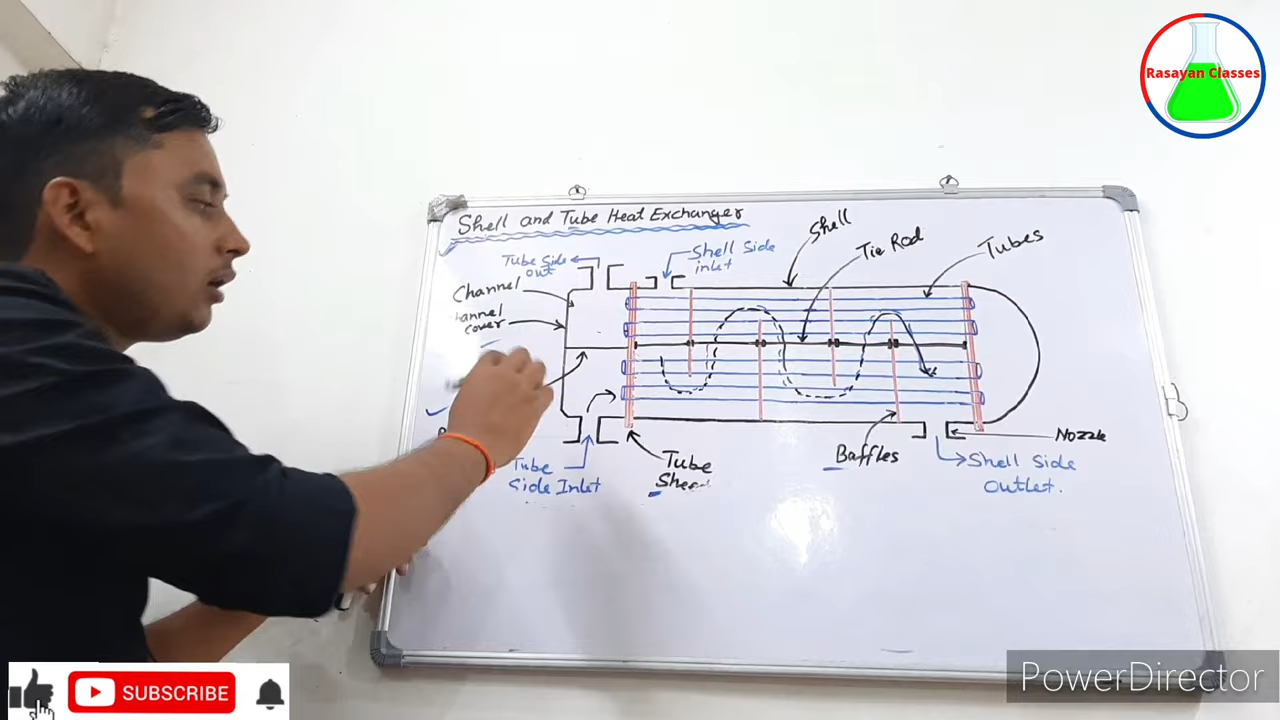 Rasayan Classes
Shell and Tube Heat Exchanger
Shell
Tie Rod
Tubes
Tube Side
out
Shell Side
inlet
Channel
cover
Baffles
Nozzle
Tube
Side Inlet
Tube
Shell Side
Outlet.
SUBSCRIBE
PowerDirector